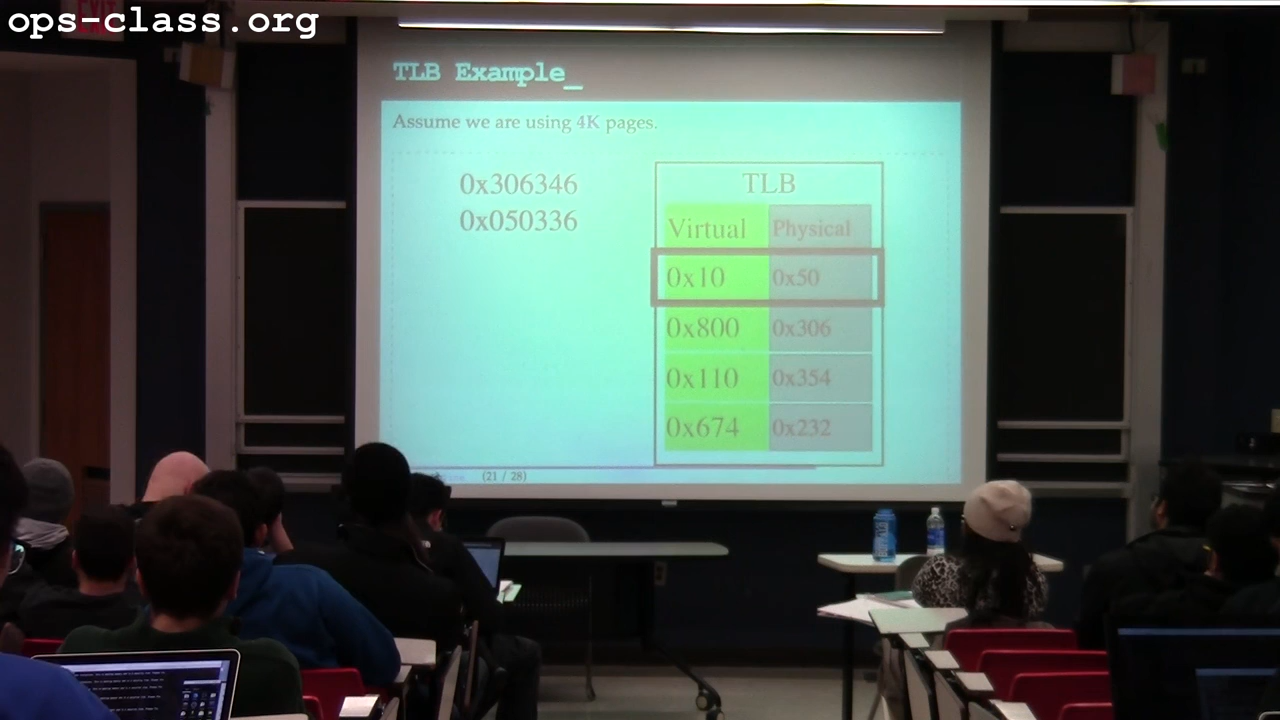 ops-class.org
EXIT
TLB Example_
Assume we are using 4K pages.
0x306346
0x050336
TLB
Virtual Physical
0x10 0x50
0x800 0x306
0x110 0x354
0x674 0x232
(21 / 28)